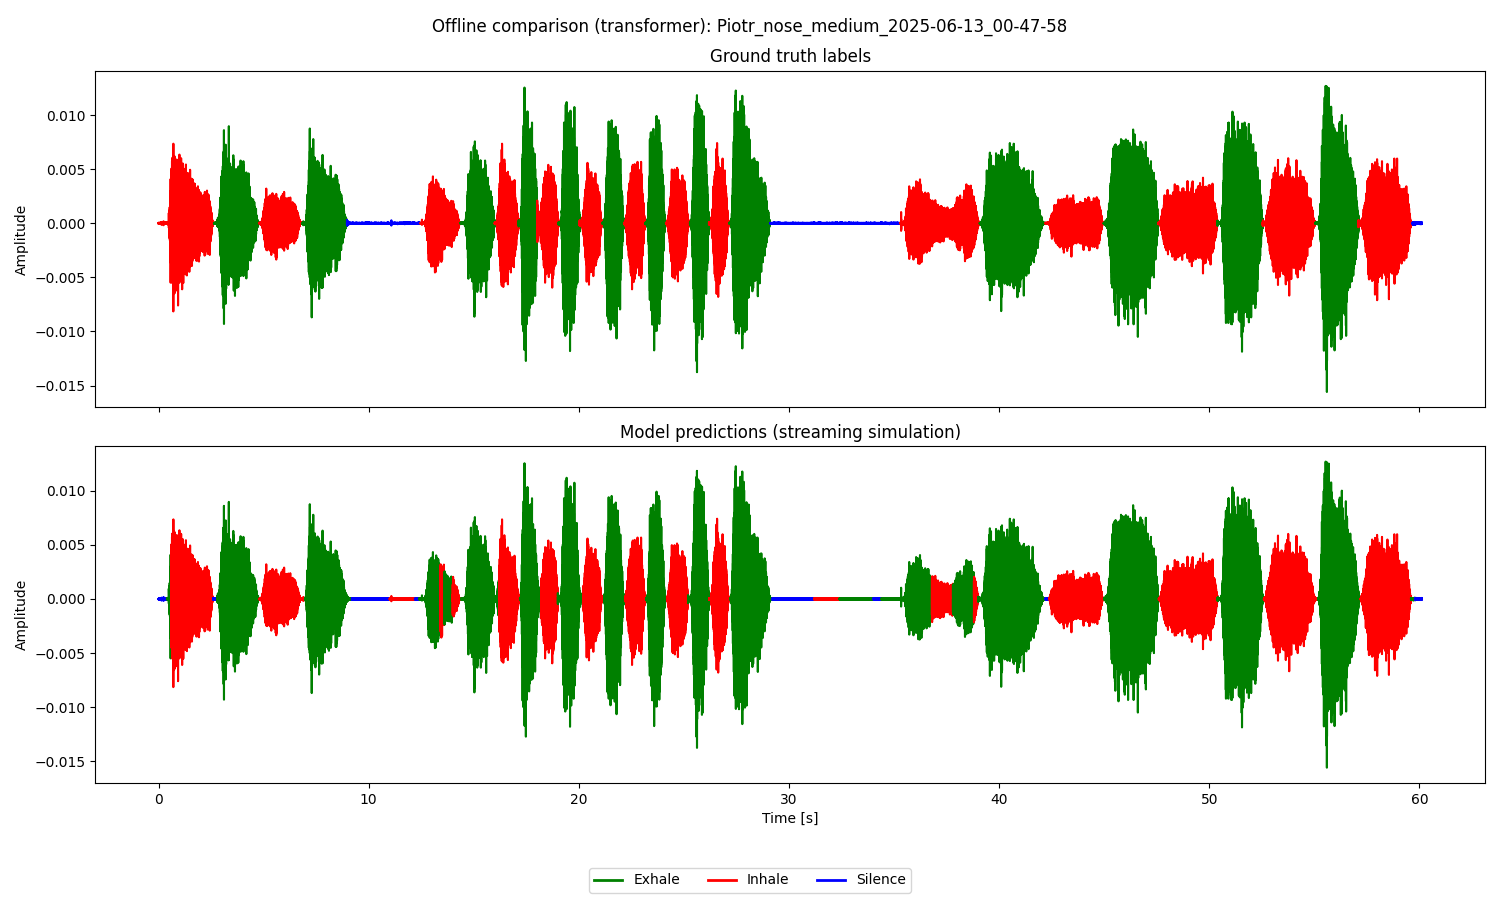 Offline comparison (transformer): Piotr_nose_medium_2025-06-13_00-47-58
Ground truth labels
0.010
0.005
0.000
−0.005
−0.010
−0.015
Amplitude
Model predictions (streaming simulation)
0.010
0.005
0.000
−0.005
−0.010
−0.015
Amplitude
0 10 20 30 40 50 60
Time [s]
Exhale Inhale Silence